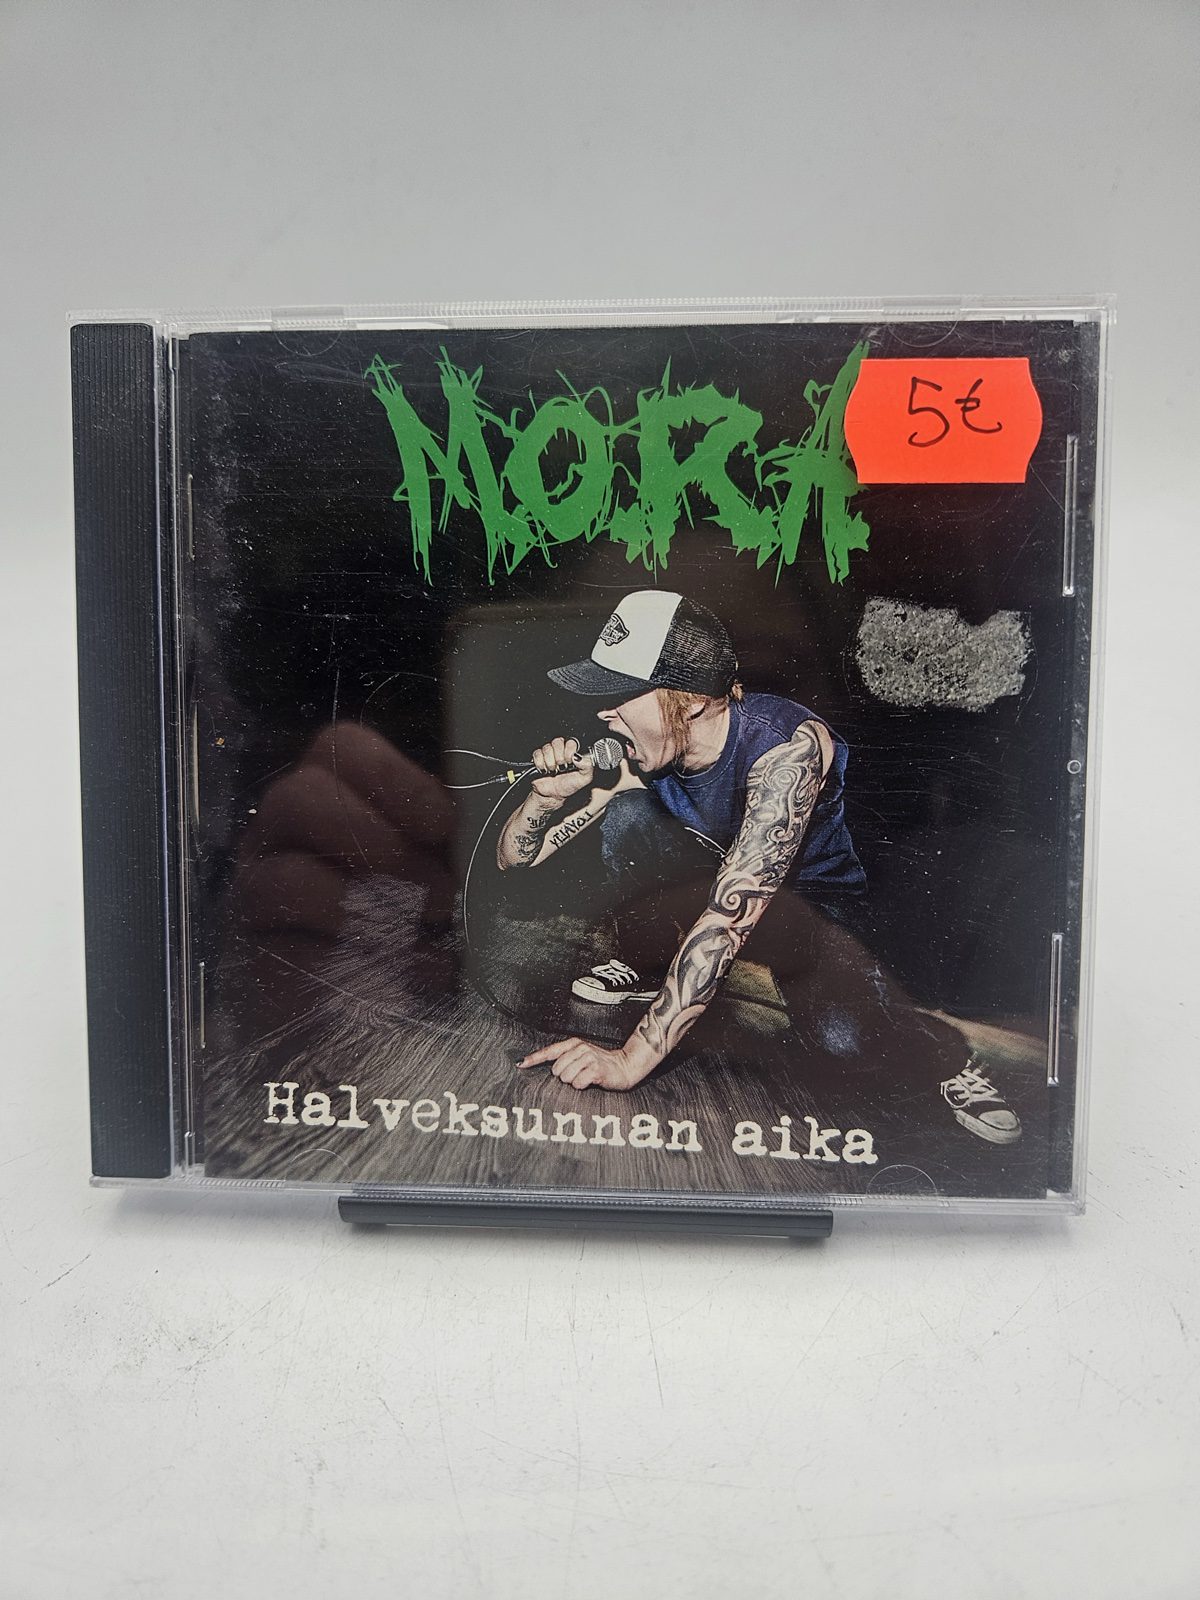 M.O.R.A
5€
Halveksunnan aika